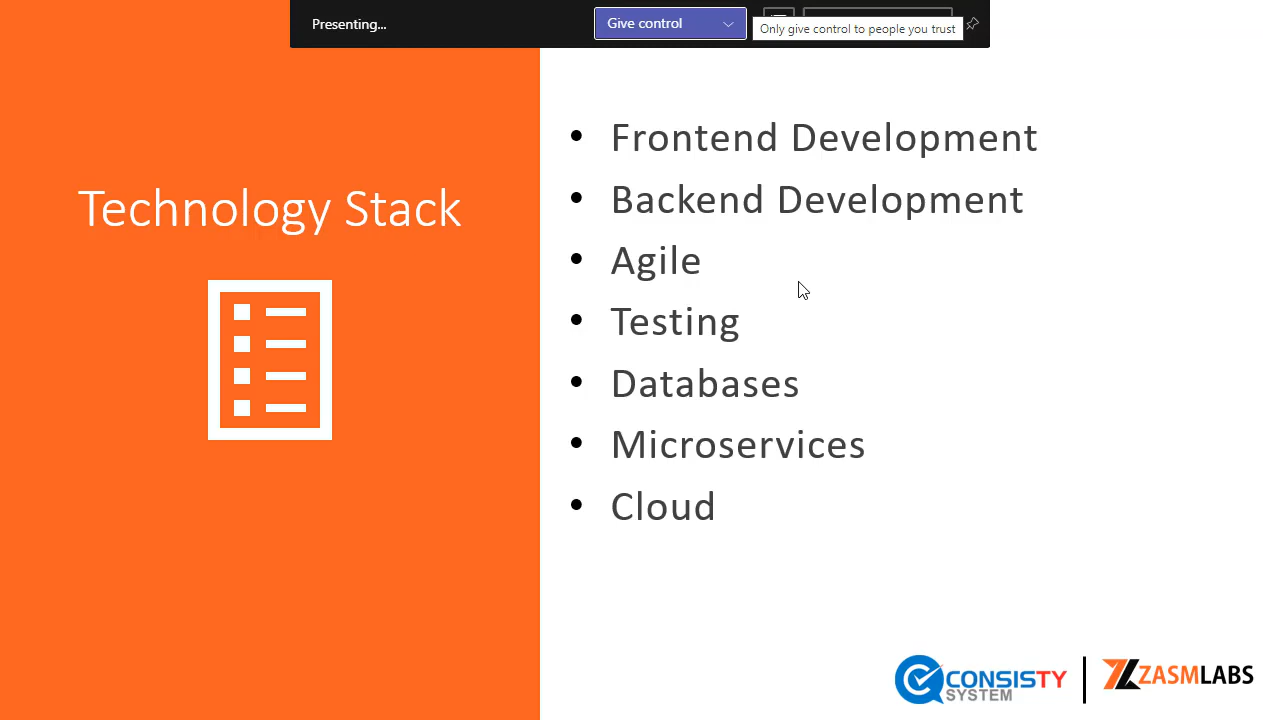 Presenting...
Give control
Only give control to people you trust
Technology Stack
• Frontend Development
• Backend Development
• Agile
• Testing
• Databases
• Microservices
• Cloud
CONSISTY
SYSTEM
ZASMLABS